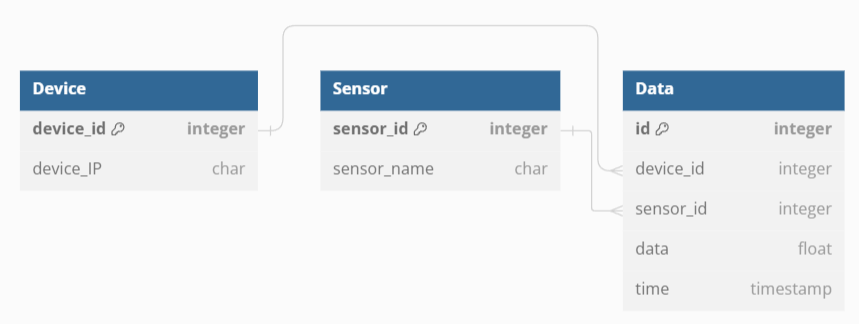 Device
device_id integer
device_IP char
Sensor
sensor_id integer
sensor_name char
Data
id integer
device_id integer
sensor_id integer
data float
time timestamp